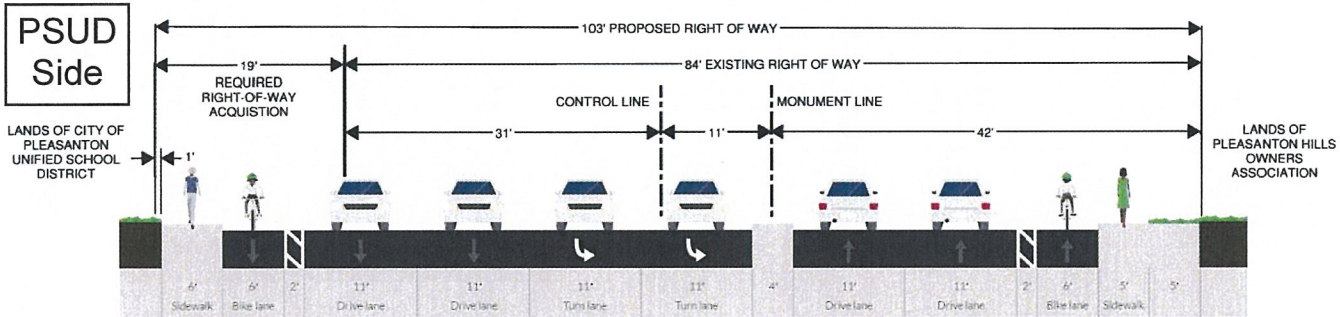 PSUD
Side
103' PROPOSED RIGHT OF WAY
19'
REQUIRED
RIGHT-OF-WAY
ACQUISTION
84' EXISTING RIGHT OF WAY
CONTROL LINE
MONUMENT LINE
31'
11'
42'
LANDS OF CITY OF
PLEASANTON
UNIFIED SCHOOL
DISTRICT
1'
LANDS OF
PLEASANTON HILLS
OWNERS
ASSOCIATION
6' 6' 2' 11' 11' 11' 11' 4' 11' 11' 2' 6' 5' 5'
Sidewalk Bike lane Drive lane Drive lane Turn lane Turn lane Drive lane Drive lane Bike lane Sidewalk